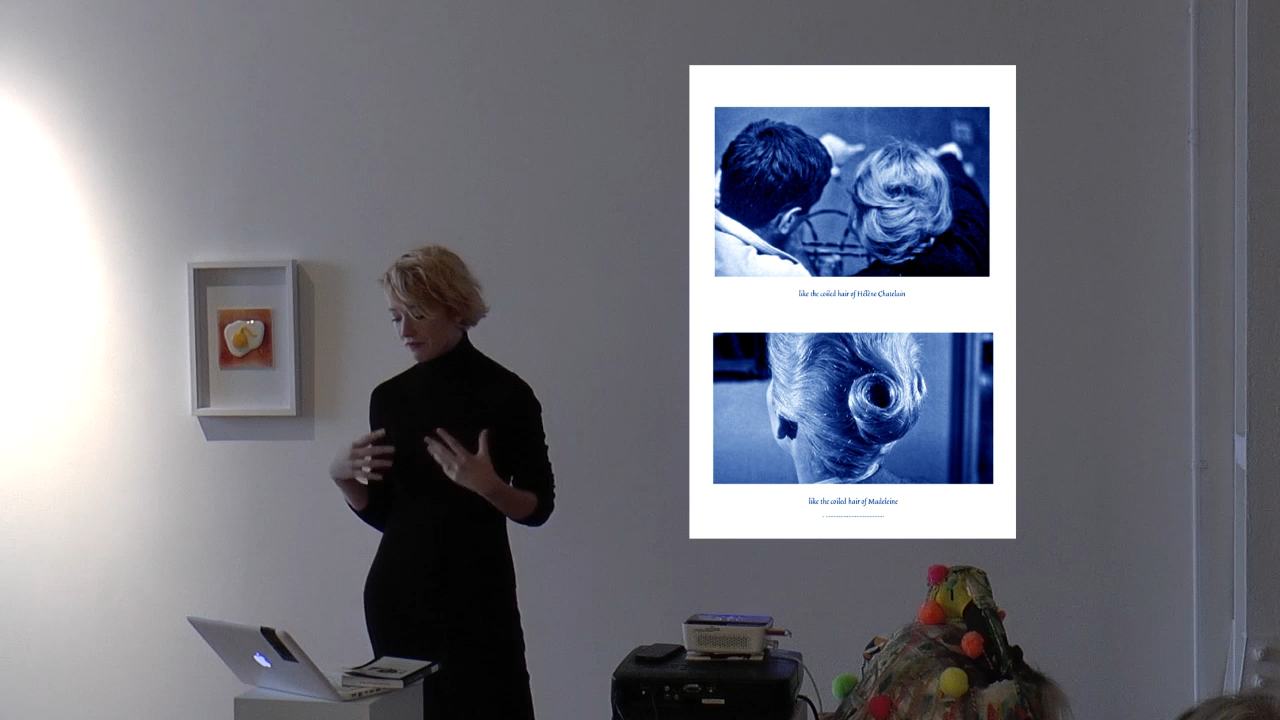 like the coiled hair of Hélène Chatelain
like the coiled hair of Madeleine